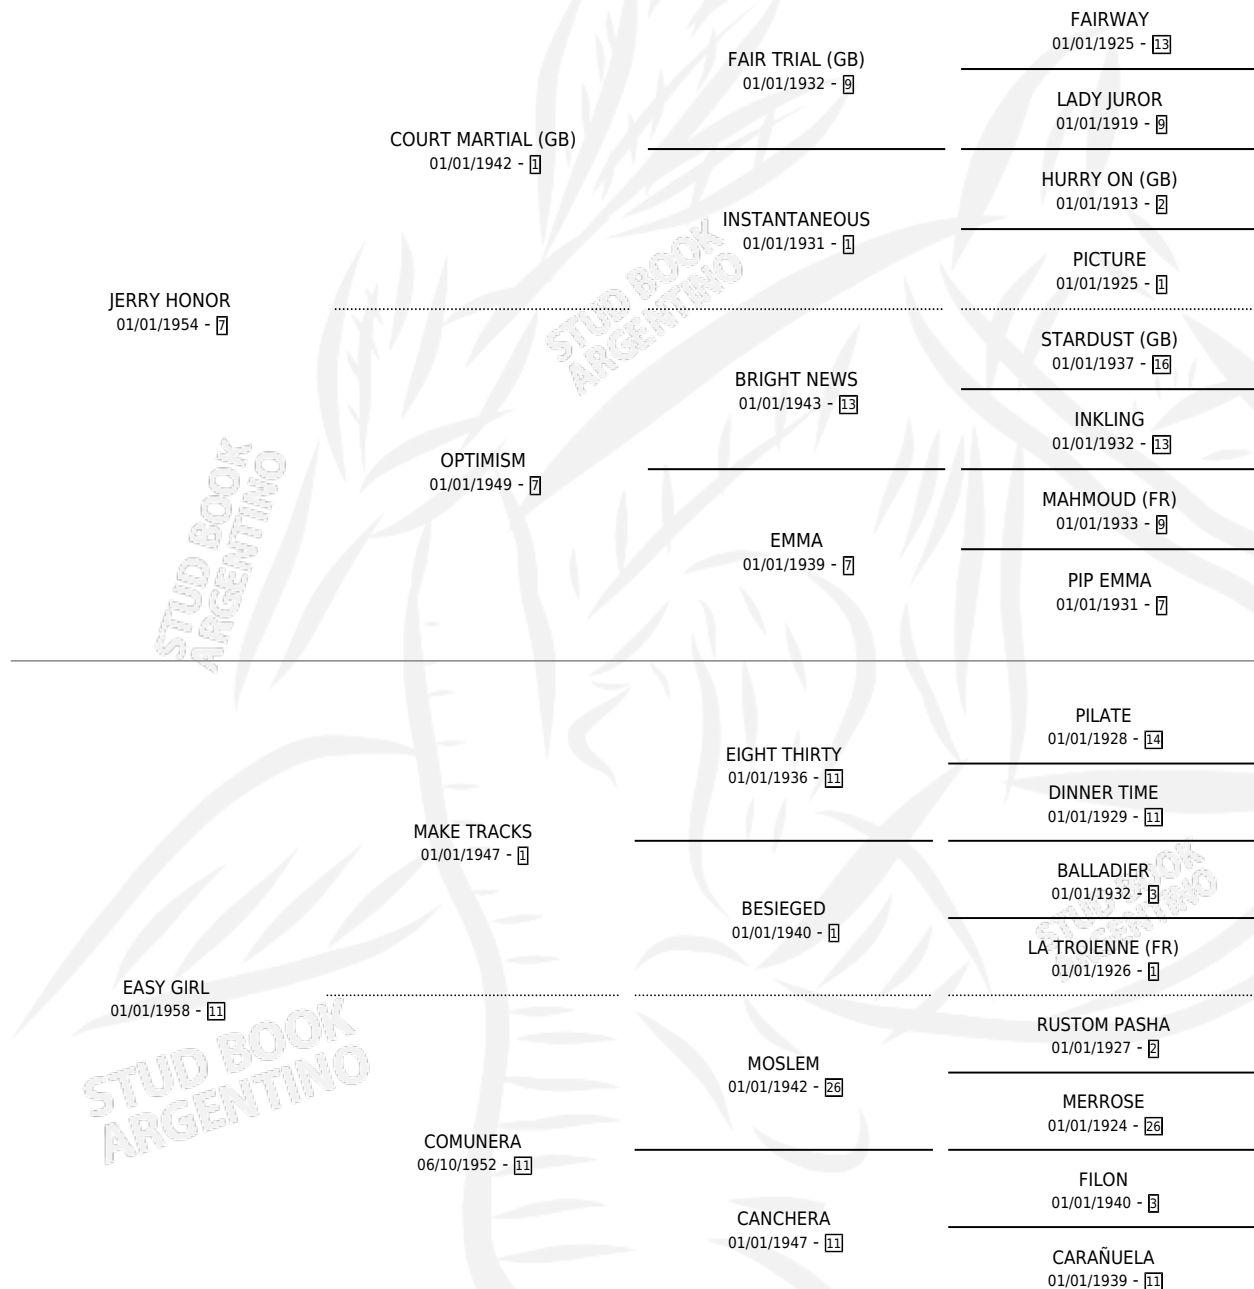 FAIRWAY
01/01/1925 - 13
FAIR TRIAL (GB)
01/01/1932 - 9
LADY JUROR
01/01/1919 - 9
COURT MARTIAL (GB)
01/01/1942 - 1
HURRY ON (GB)
01/01/1913 - 2
INSTANTANEOUS
01/01/1931 - 1
PICTURE
01/01/1925 - 1
JERRY HONOR
01/01/1954 - 7
STARDUST (GB)
01/01/1937 - 16
BRIGHT NEWS
01/01/1943 - 13
INKLING
01/01/1932 - 13
OPTIMISM
01/01/1949 - 7
MAHMOUD (FR)
01/01/1933 - 9
EMMA
01/01/1939 - 7
PIP EMMA
01/01/1931 - 7
PILATE
01/01/1928 - 14
EIGHT THIRTY
01/01/1936 - 11
DINNER TIME
01/01/1929 - 11
MAKE TRACKS
01/01/1947 - 1
BALLADIER
01/01/1932 - 3
BESIEGED
01/01/1940 - 1
LA TROIENNE (FR)
01/01/1926 - 1
EASY GIRL
01/01/1958 - 11
RUSTOM PASHA
01/01/1927 - 2
MOSLEM
01/01/1942 - 26
MERROSE
01/01/1924 - 26
COMUNERA
06/10/1952 - 11
FILON
01/01/1940 - 3
CANCHERA
01/01/1947 - 11
CARAÑUELA
01/01/1939 - 11
STUD BOOK
ARGENTINO
STUD BOOK
ARGENTINO
STUD BOOK
ARGENTINO
STUD BOOK
ARGENTINO